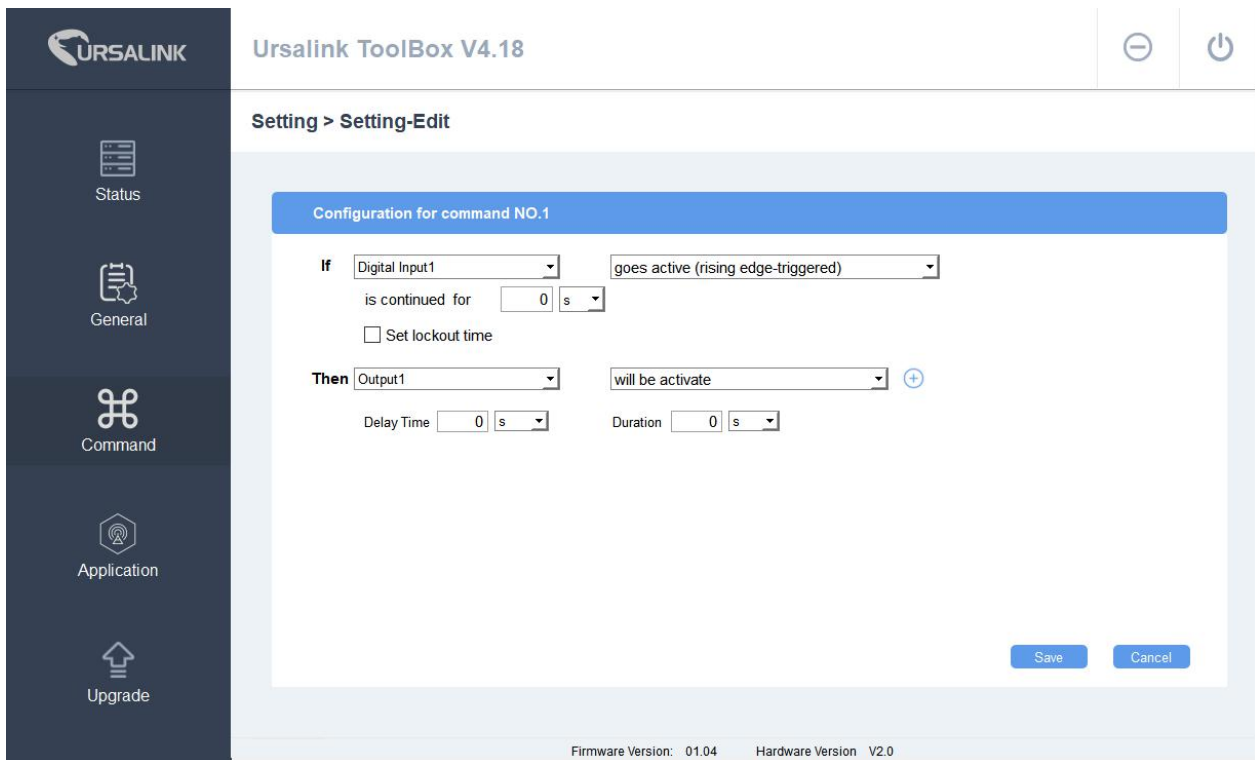 URSALINK
Ursalink ToolBox V4.18
Setting > Setting-Edit
Status
Configuration for command NO.1
If Digital Input1 goes active (rising edge-triggered)
General
is continued for 0 s
Set lockout time
Then Output1 will be activate
Command
Delay Time 0 s Duration 0 s
Application
Save Cancel
Upgrade
Firmware Version: 01.04 Hardware Version V2.0